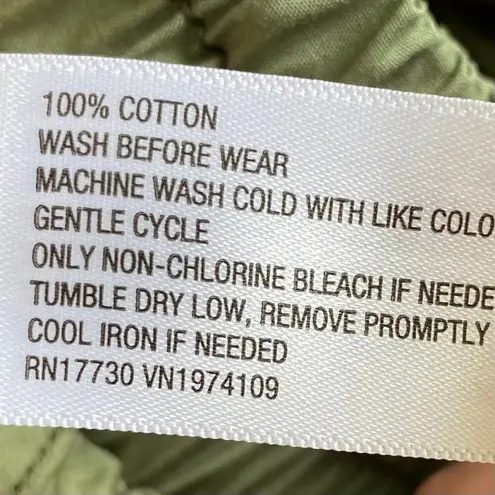 100% COTTON
WASH BEFORE WEAR
MACHINE WASH COLD WITH LIKE COLO
GENTLE CYCLE
ONLY NON-CHLORINE BLEACH IF NEEDE
TUMBLE DRY LOW, REMOVE PROMPTLY
COOL IRON IF NEEDED
RN17730 VN1974109